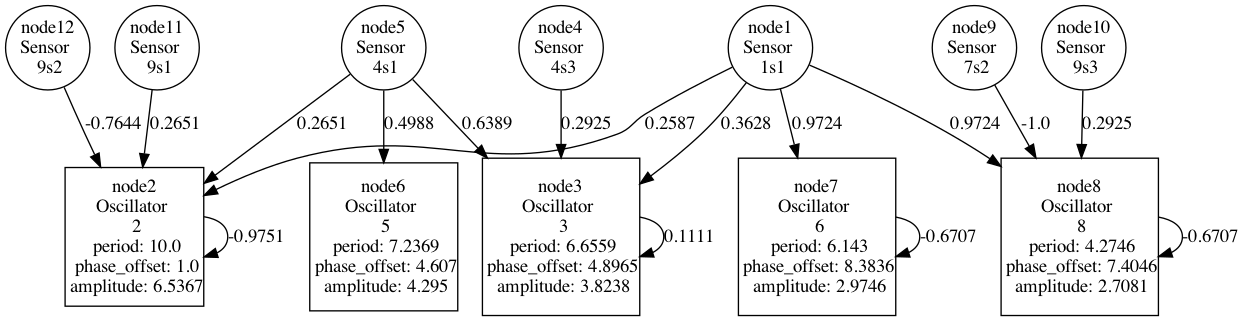 node12
Sensor
9s2
node11
Sensor
9s1
node5
Sensor
4s1
node4
Sensor
4s3
node1
Sensor
1s1
node9
Sensor
7s2
node10
Sensor
9s3
-0.7644
0.2651
0.2651
0.4988
0.6389
0.2925
0.2587
0.3628
0.9724
0.9724
-1.0
0.2925
node2
Oscillator
2
period: 10.0
phase_offset: 1.0
amplitude: 6.5367
-0.9751
node6
Oscillator
5
period: 7.2369
phase_offset: 4.607
amplitude: 4.295
node3
Oscillator
3
period: 6.6559
phase_offset: 4.8965
amplitude: 3.8238
0.1111
node7
Oscillator
6
period: 6.143
phase_offset: 8.3836
amplitude: 2.9746
-0.6707
node8
Oscillator
8
period: 4.2746
phase_offset: 7.4046
amplitude: 2.7081
-0.6707